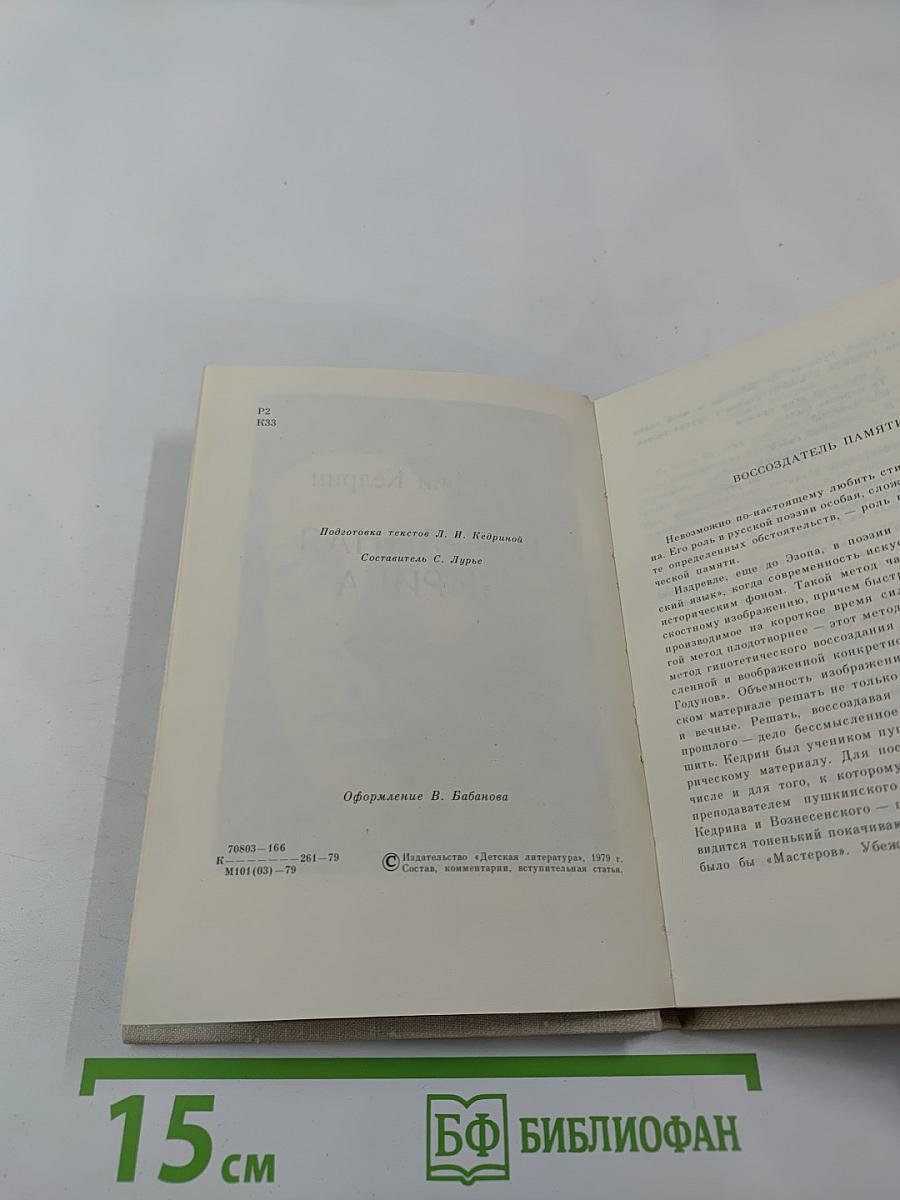 Р2
К33
Подготовка текстов Л. И. Кедриной
Составитель С. Лурье
Оформление В. Бабанова
70803—166
К——————261—79
М101(03)—79
© Издательство «Детская литература», 1979 г.
Состав, комментарии, вступительная статья.
ВОССОЗДАТЕЛЬ ПАМЯТИ
Невозможно по-настоящему любить сти
на. Его роль в русской поэзии особая, слож
те определенных обстоятельств, — роль
ческой памяти.
Издревле, еще до Эзопа, в поэзии
ский язык», когда современность искус
историческим фоном. Такой метод ча
скостному изображению, причем быстр
производимое на короткое время сил
гой метод плодотворнее — этот метод
метод гипотетического воссоздания
сленной и воображенной конкретно
Годунов». Объемность изображени
ском материале решать не только
и вечные. Решать, воссоздавая
прошлого — дело бессмысленное
шить. Кедрин был учеником пуш
рическому материалу. Для пос
числе и для того, к которому
преподавателем пушкинского
Кедрина и Вознесенского —
видится тоненький покачиваю
было бы «Мастеров». Убеж
15 см
БФ БИБЛИОФАН